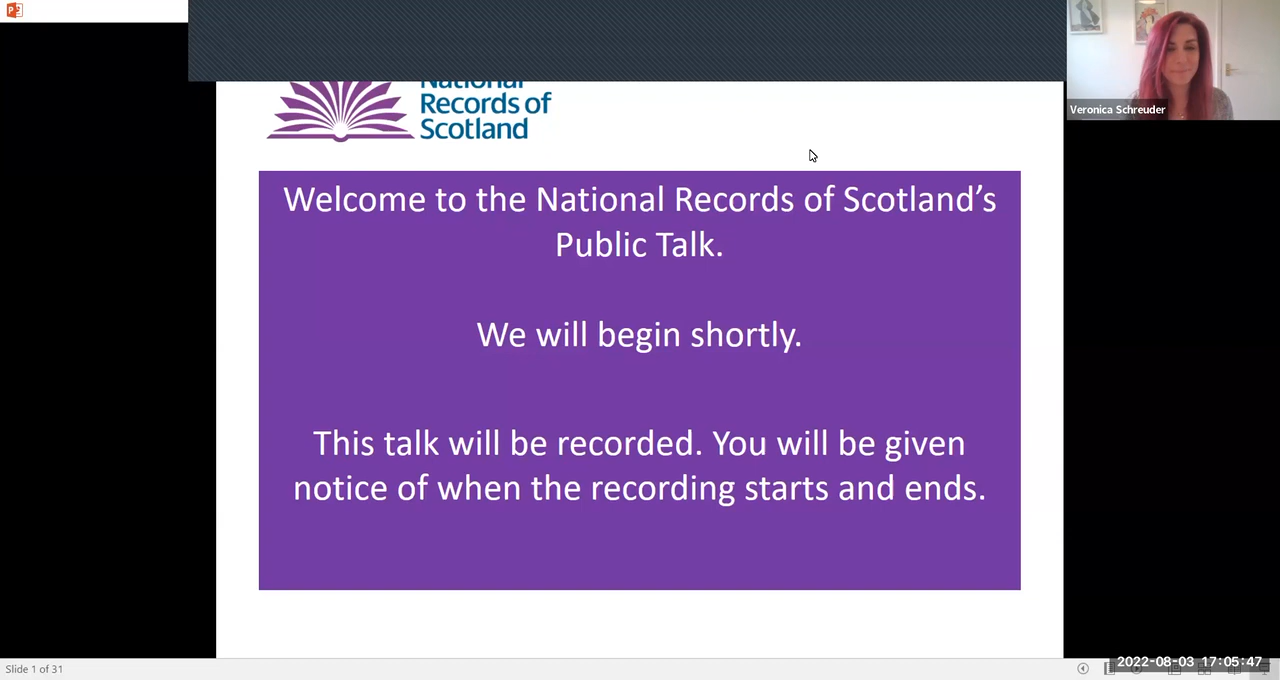 National
Records of
Scotland
Veronica Schreuder
Welcome to the National Records of Scotland's
Public Talk.
We will begin shortly.
This talk will be recorded. You will be given
notice of when the recording starts and ends.
Slide 1 of 31
2022-08-03 17:05:47